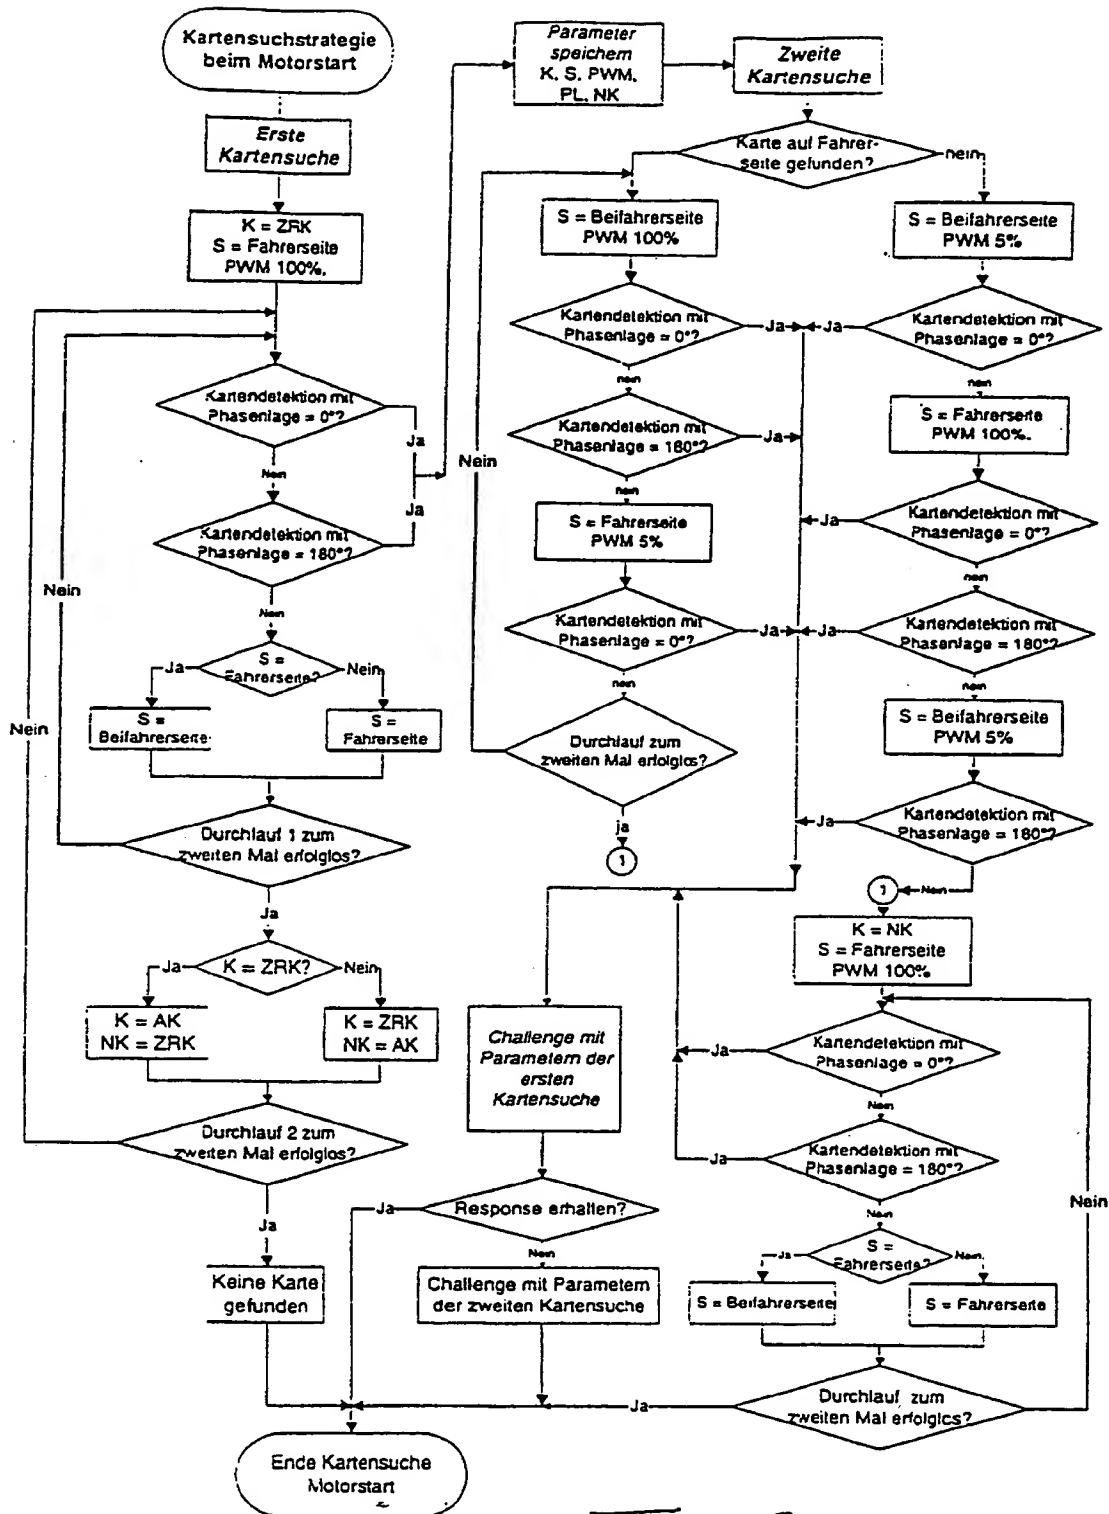 Kartensuchstrategie
beim Motorstart
Erste
Kartensuche
K = ZRK
S = Fahrerseite
PWM 100%.
Kartendetektion mit
Phasenlage = 0°?
Ja
Nein
Ja
Kartendetektion mit
Phasenlage = 180°?
Nein
Nein
S =
Fahrerseite?
Ja
Nein
S =
Beifahrerseite
S =
Fahrerseite
Nein
Durchlauf 1 zum
zweiten Mal erfolglos?
Ja
K = ZRK?
Ja
Nein
K = AK
NK = ZRK
K = ZRK
NK = AK
Durchlauf 2 zum
zweiten Mal erfolglos?
Ja
Keine Karte
gefunden
Ende Kartensuche
Motorstart
Parameter
speichern
K, S, PWM,
PL, NK
Zweite
Kartensuche
Karte auf Fahrer-
seite gefunden?
nein
S = Beifahrerseite
PWM 100%
Kartendetektion mit
Phasenlage = 0°?
Ja
nein
Kartendetektion mit
Phasenlage = 180°?
Ja
Nein
nein
S = Fahrerseite
PWM 5%
Kartendetektion mit
Phasenlage = 0°?
Ja
nein
Durchlauf zum
zweiten Mal erfolglos?
ja
1
S = Beifahrerseite
PWM 5%
Kartendetektion mit
Phasenlage = 0°?
Ja
nein
S = Fahrerseite
PWM 100%.
Kartendetektion mit
Phasenlage = 0°?
Ja
nein
Kartendetektion mit
Phasenlage = 180°?
Ja
nein
S = Beifahrerseite
PWM 5%
Kartendetektion mit
Phasenlage = 180°?
Ja
1
Nein
K = NK
S = Fahrerseite
PWM 100%
Kartendetektion mit
Phasenlage = 0°?
Ja
Nein
Kartendetektion mit
Phasenlage = 180°?
Ja
Nein
Nein
S =
Fahrerseite?
Ja
Nein
S = Beifahrerseite
S = Fahrerseite
Durchlauf zum
zweiten Mal erfolglos?
Ja
Challenge mit
Parametern der
ersten
Kartensuche
Response erhalten?
Ja
Nein
Challenge mit Parametern
der zweiten Kartensuche